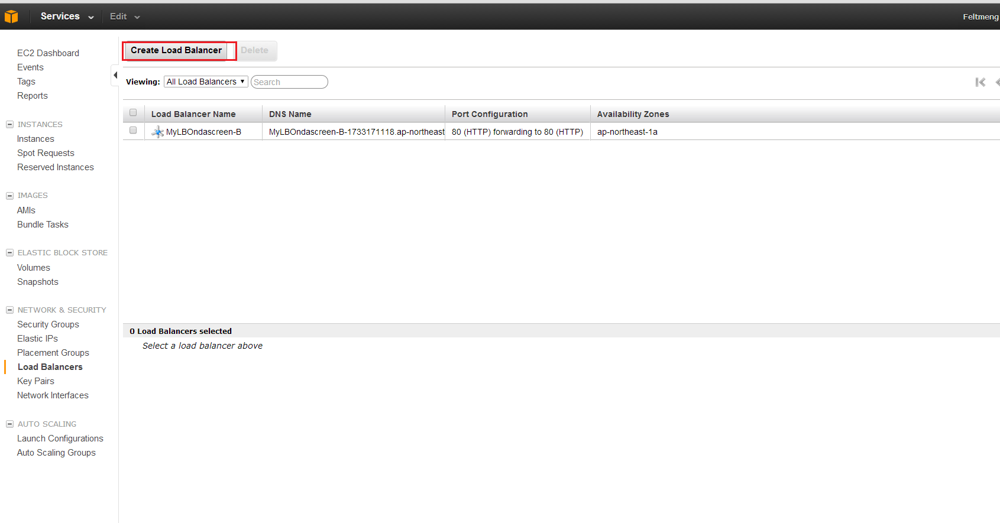 Services Edit Feltmeng
Create Load Balancer Delete
Viewing: All Load Balancers Search
EC2 Dashboard
Events
Tags
Reports
INSTANCES
Instances
Spot Requests
Reserved Instances
IMAGES
AMIs
Bundle Tasks
ELASTIC BLOCK STORE
Volumes
Snapshots
NETWORK & SECURITY
Security Groups
Elastic IPs
Placement Groups
Load Balancers
Key Pairs
Network Interfaces
AUTO SCALING
Launch Configurations
Auto Scaling Groups
Load Balancer Name DNS Name Port Configuration Availability Zones
MyLBOndascreen-B MyLBOndascreen-B-1733171118.ap-northeast 80 (HTTP) forwarding to 80 (HTTP) ap-northeast-1a
0 Load Balancers selected
Select a load balancer above